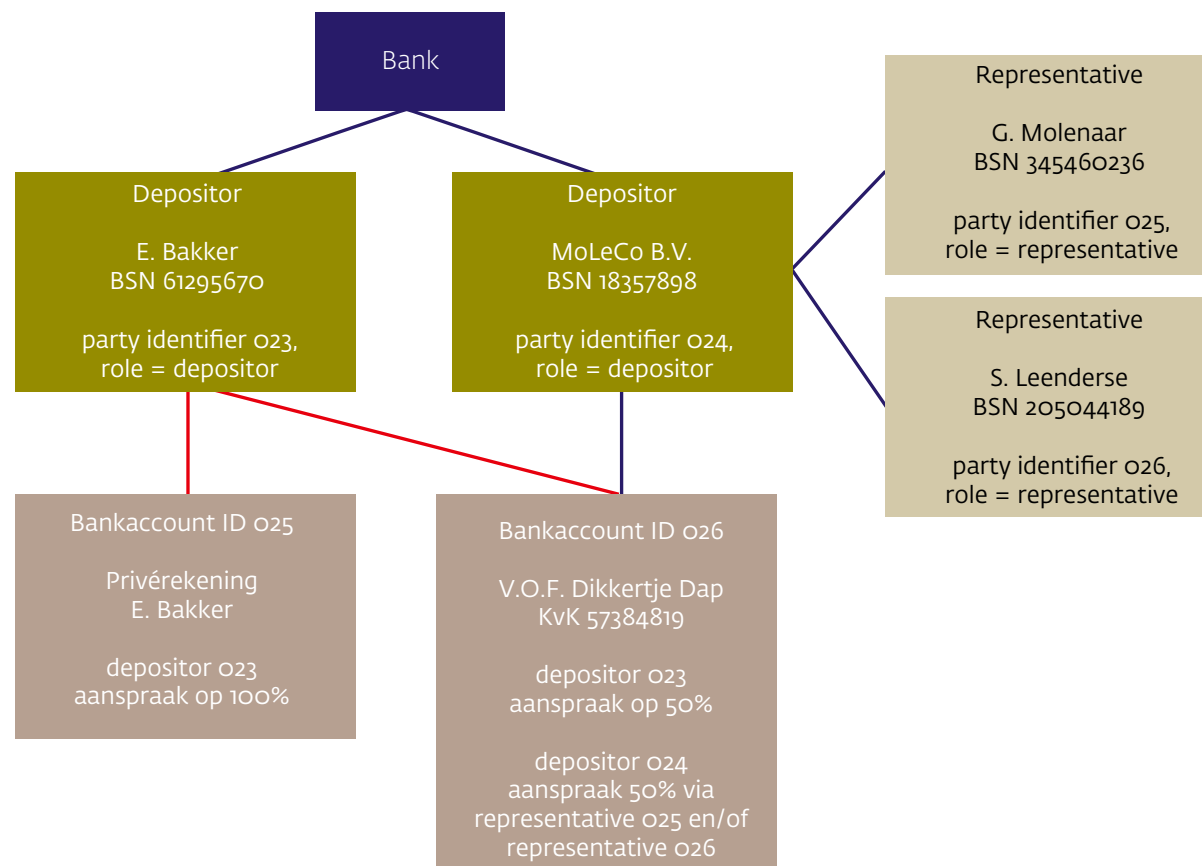 Bank
Depositor
E. Bakker
BSN 61295670
party identifier 023,
role = depositor
Depositor
MoLeCo B.V.
BSN 18357898
party identifier 024,
role = depositor
Representative
G. Molenaar
BSN 345460236
party identifier 025,
role = representative
Representative
S. Leenderse
BSN 205044189
party identifier 026,
role = representative
Bankaccount ID 025
Privérekening
E. Bakker
depositor 023
aanspraak op 100%
Bankaccount ID 026
V.O.F. Dikkertje Dap
KvK 57384819
depositor 023
aanspraak op 50%
depositor 024
aanspraak 50% via
representative 025 en/of
representative 026